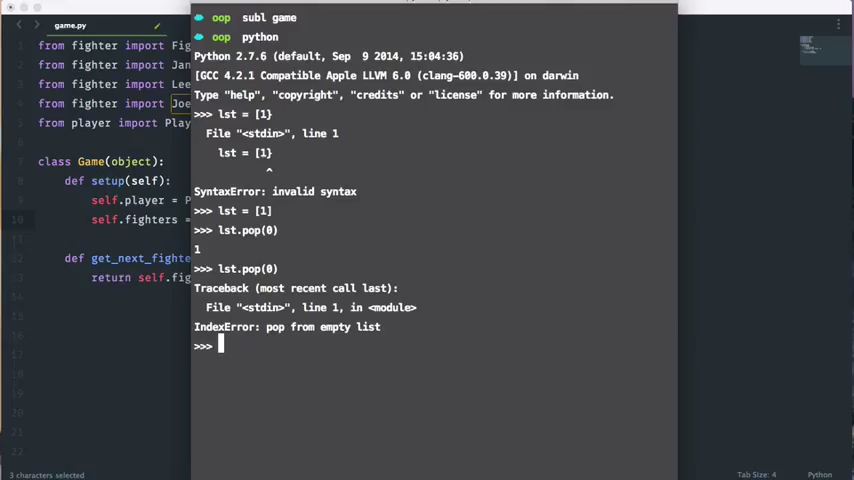 oop subl game
game.py
oop python
from fighter import Fig
Python 2.7.6 (default, Sep 9 2014, 15:04:36)
from fighter import Jan
[GCC 4.2.1 Compatible Apple LLVM 6.0 (clang-600.0.39)] on darwin
from fighter import Lee
Type "help", "copyright", "credits" or "license" for more information.
from fighter import Joe
>>> lst = [1}
from player import Play
File "<stdin>", line 1
lst = [1}
^
class Game(object):
def setup(self):
SyntaxError: invalid syntax
self.player = P
>>> lst = [1]
10 self.fighters =
>>> lst.pop(0)
1
def get_next_fighte
>>> lst.pop(0)
return self.fig
Traceback (most recent call last):
File "<stdin>", line 1, in <module>
IndexError: pop from empty list
>>>
3 characters selected
Tab Size: 4
Python